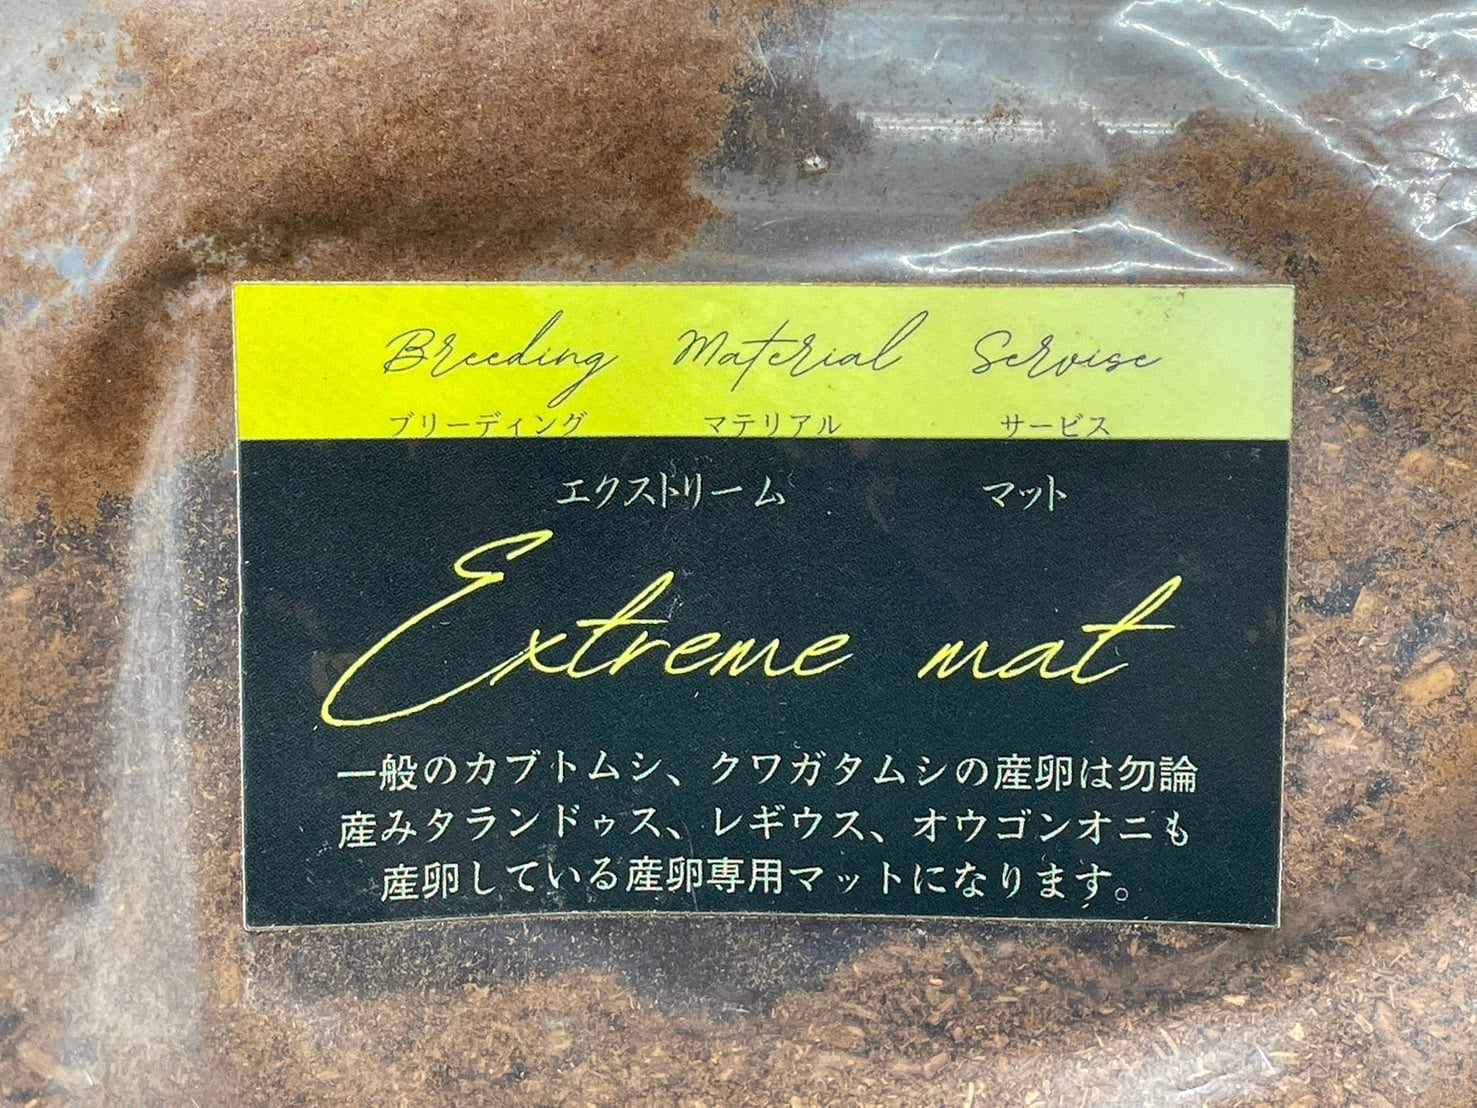 Breeding Material Servise
ブリーディング マテリアル サービス
エクストリーム マット
Extreme mat
一般のカブトムシ、クワガタムシの産卵は勿論
産みタランドゥス、レギウス、オウゴンオニも
産卵している産卵専用マットになります。